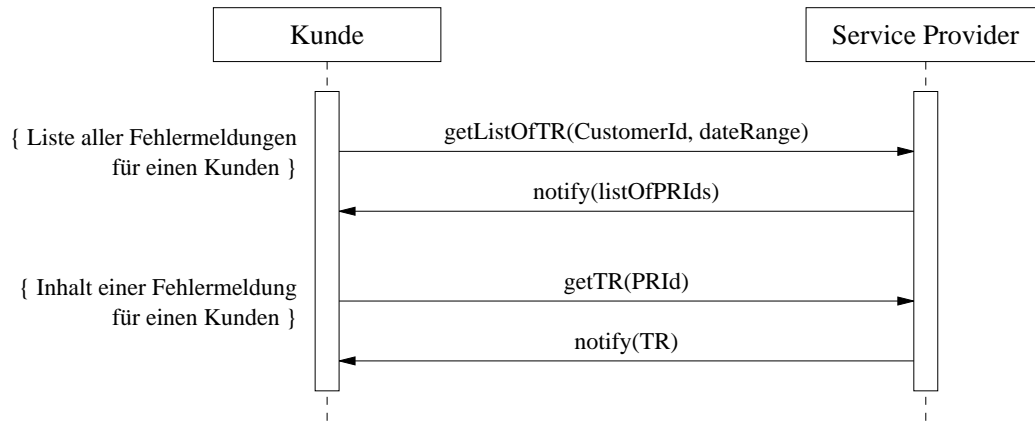 Kunde
Service Provider
{ Liste aller Fehlermeldungen
für einen Kunden }
getListOfTR(CustomerId, dateRange)
notify(listOfPRIds)
{ Inhalt einer Fehlermeldung
für einen Kunden }
getTR(PRId)
notify(TR)